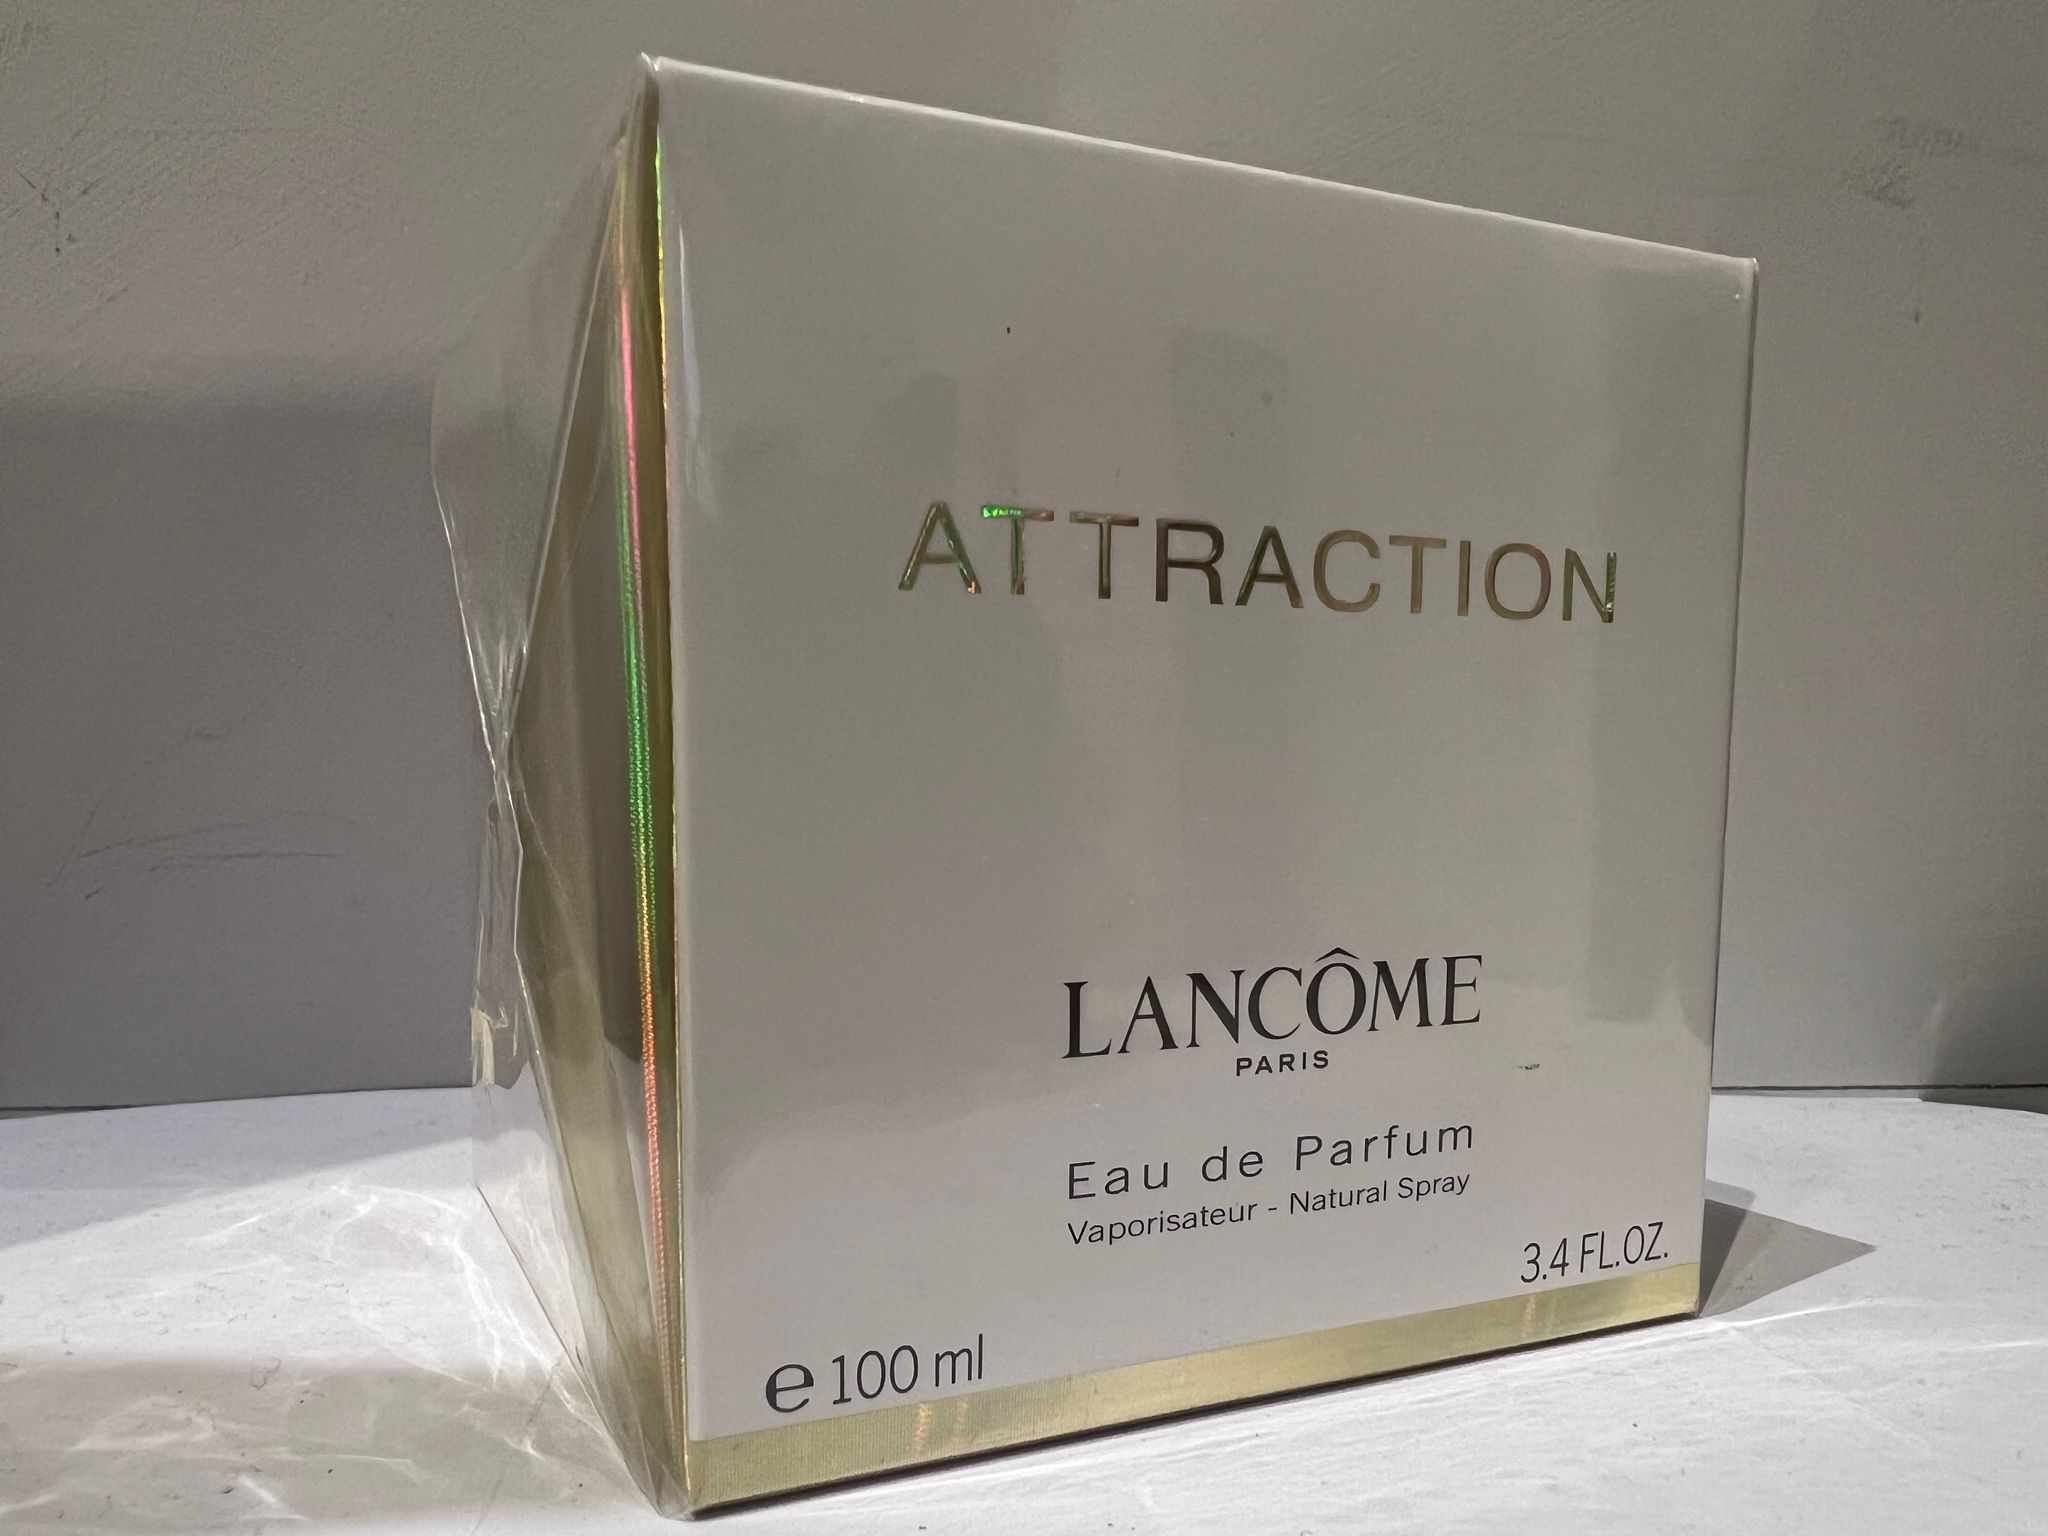 ATTRACTION
LANCÔME
PARIS
Eau de Parfum
Vaporisateur - Natural Spray
3.4 FL.OZ.
e 100 ml